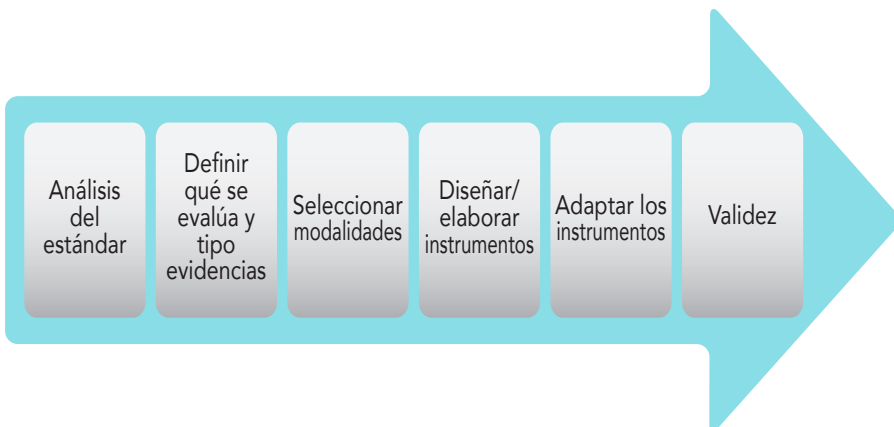 Análisis
del
estándar
Definir
qué se
evalúa y
tipo
evidencias
Seleccionar
modalidades
Diseñar/
elaborar
instrumentos
Adaptar los
instrumentos
Validez